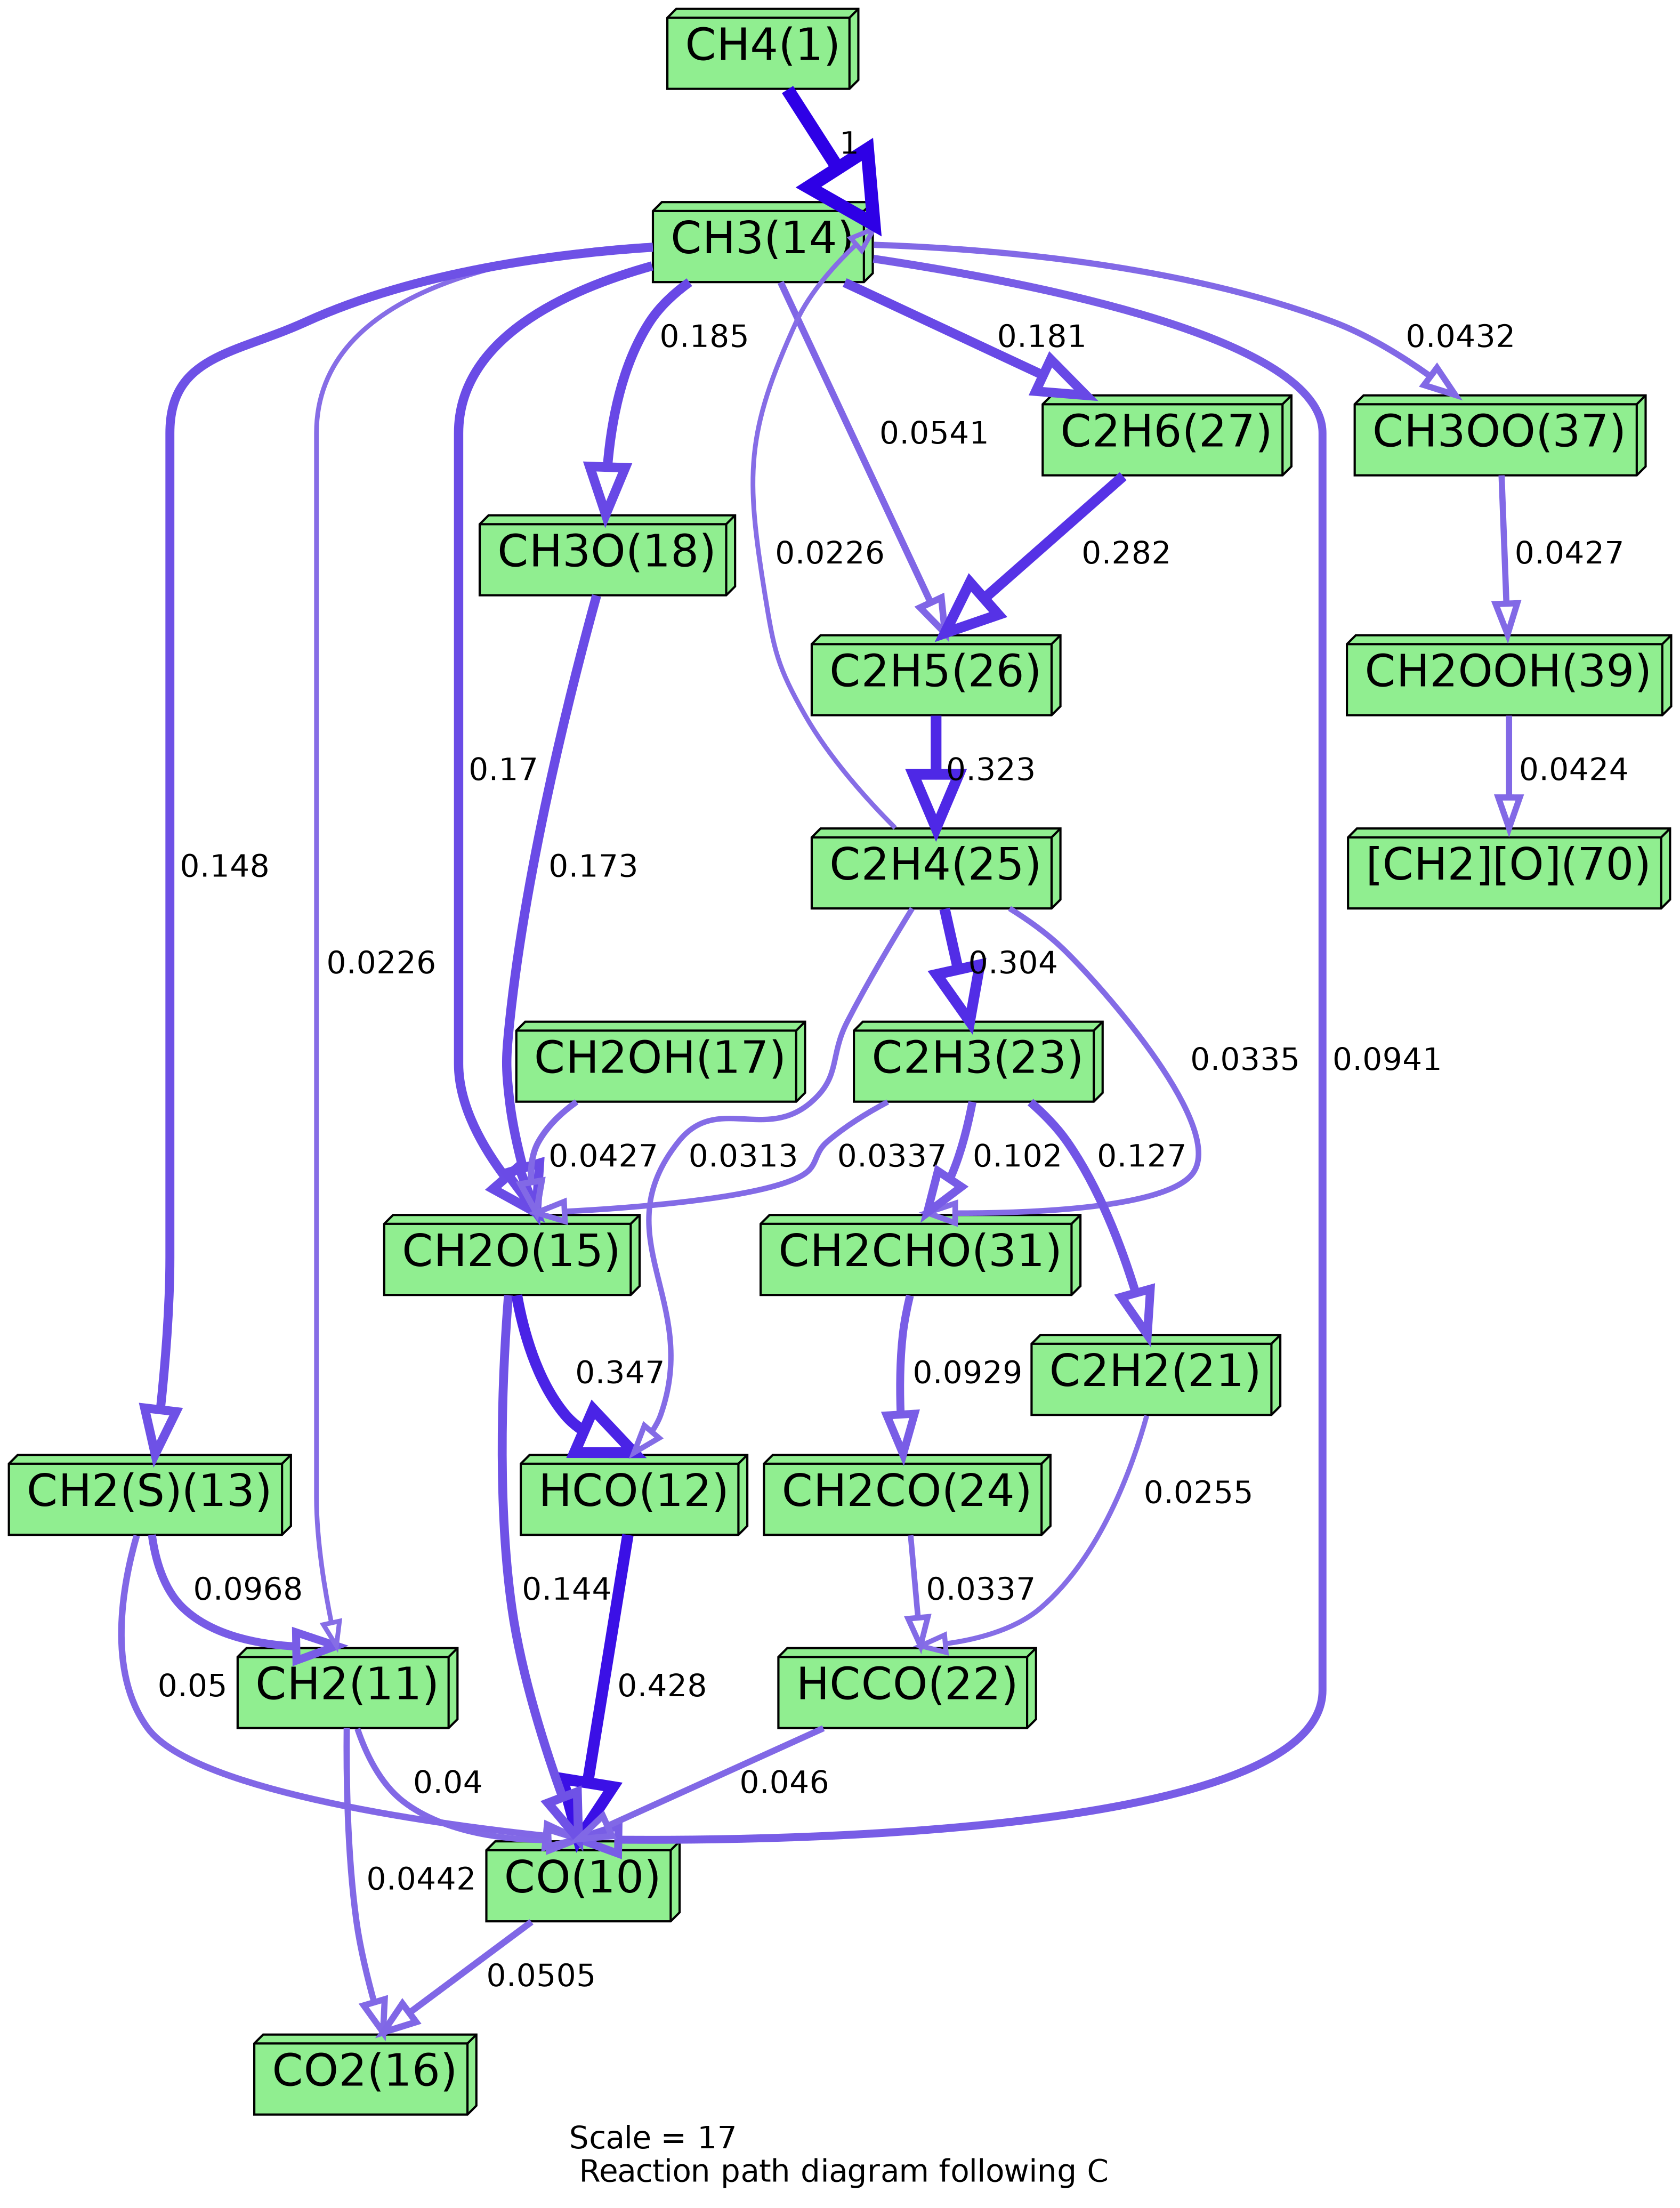 CH4(1)
1
CH3(14)
0.185
0.181
0.0432
0.0541
C2H6(27)
CH3OO(37)
CH3O(18)
0.0226
0.282
0.0427
C2H5(26)
CH2OOH(39)
0.17
0.323
0.0424
0.148
0.173
C2H4(25)
[CH2][O](70)
0.0226
0.304
CH2OH(17)
C2H3(23)
0.0335
0.0941
0.0427
0.0313
0.0337
0.102
0.127
CH2O(15)
CH2CHO(31)
0.347
0.0929
C2H2(21)
CH2(S)(13)
HCO(12)
CH2CO(24)
0.0255
0.0968
0.144
0.0337
0.05
CH2(11)
0.428
HCCO(22)
0.04
0.046
0.0442
CO(10)
0.0505
CO2(16)
Scale = 17
Reaction path diagram following C